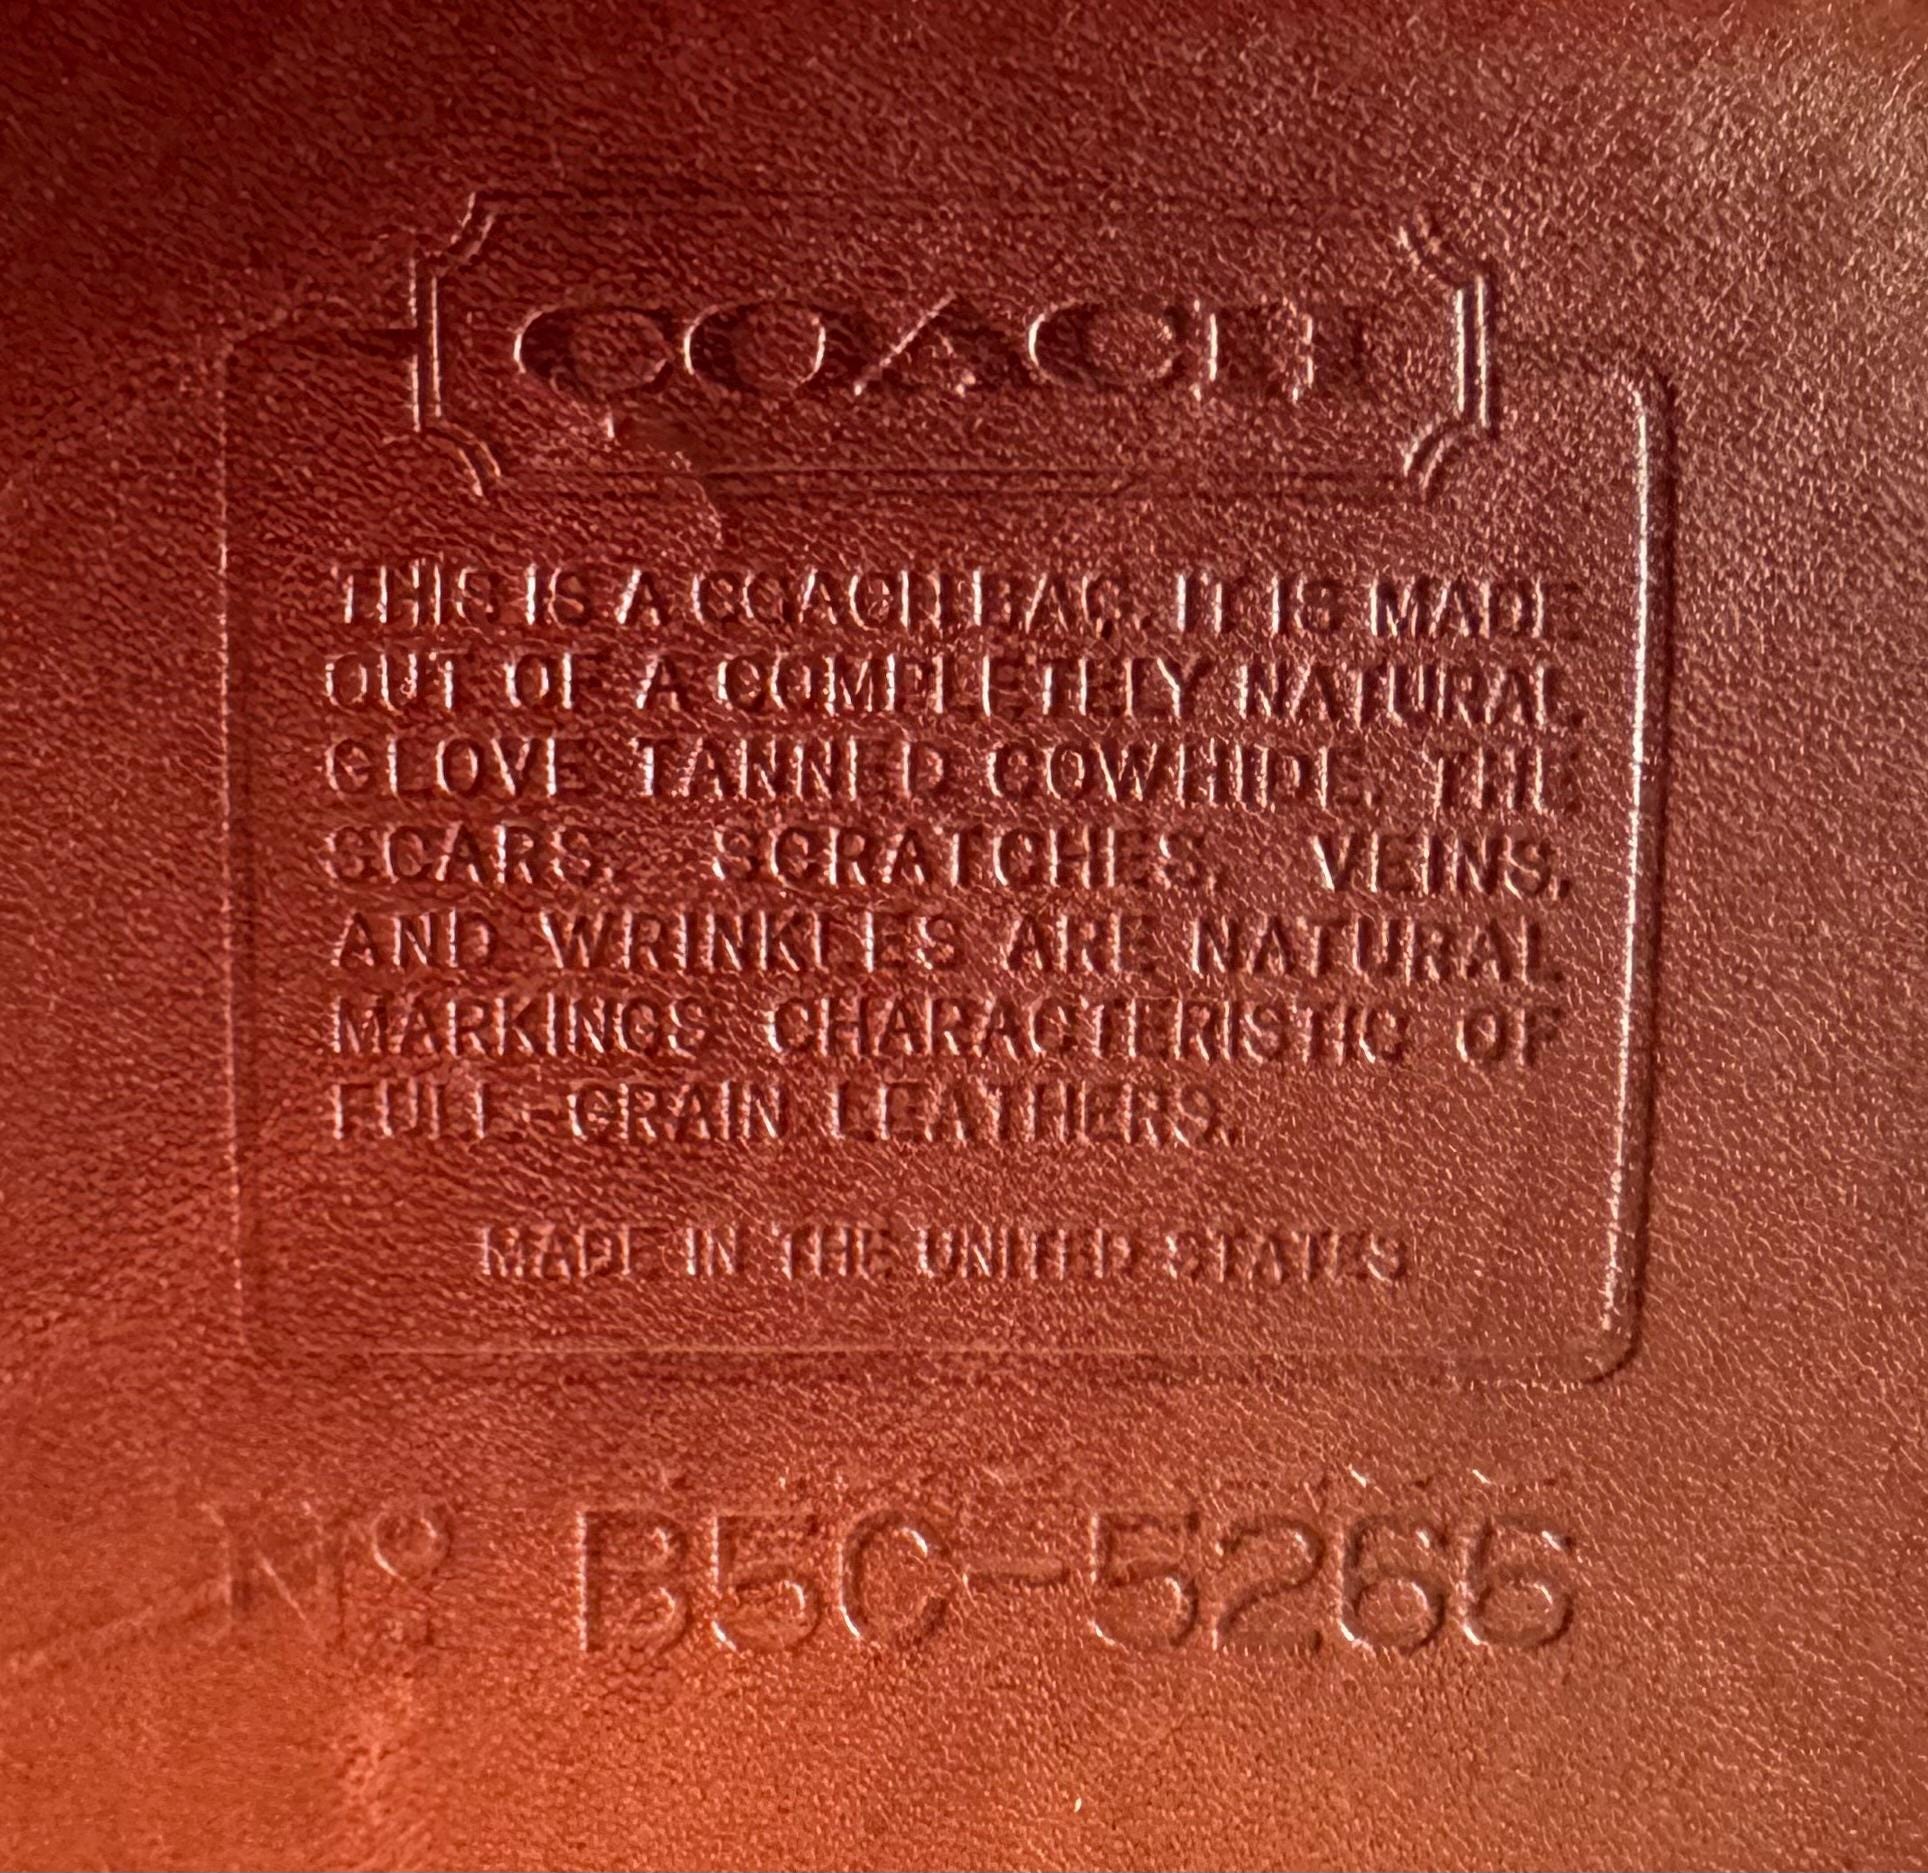 COACH
THIS IS A COACH BAG. IT IS MADE
OUT OF A COMPLETELY NATURAL
GLOVE TANNED COWHIDE. THE
SCARS, SCRATCHES, VEINS,
AND WRINKLES ARE NATURAL
MARKINGS CHARACTERISTIC OF
FULL-GRAIN LEATHERS.
MADE IN THE UNITED STATES
Nº B5C-5266